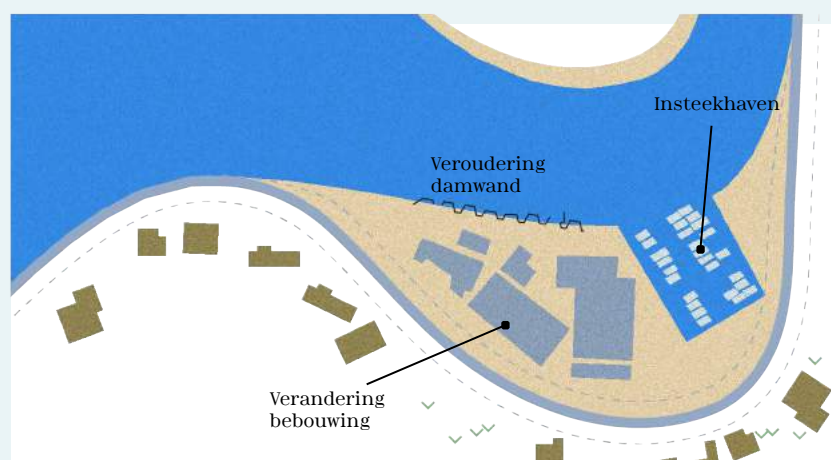 Insteekhaven
Veroudering
damwand
Verandering
bebouwing